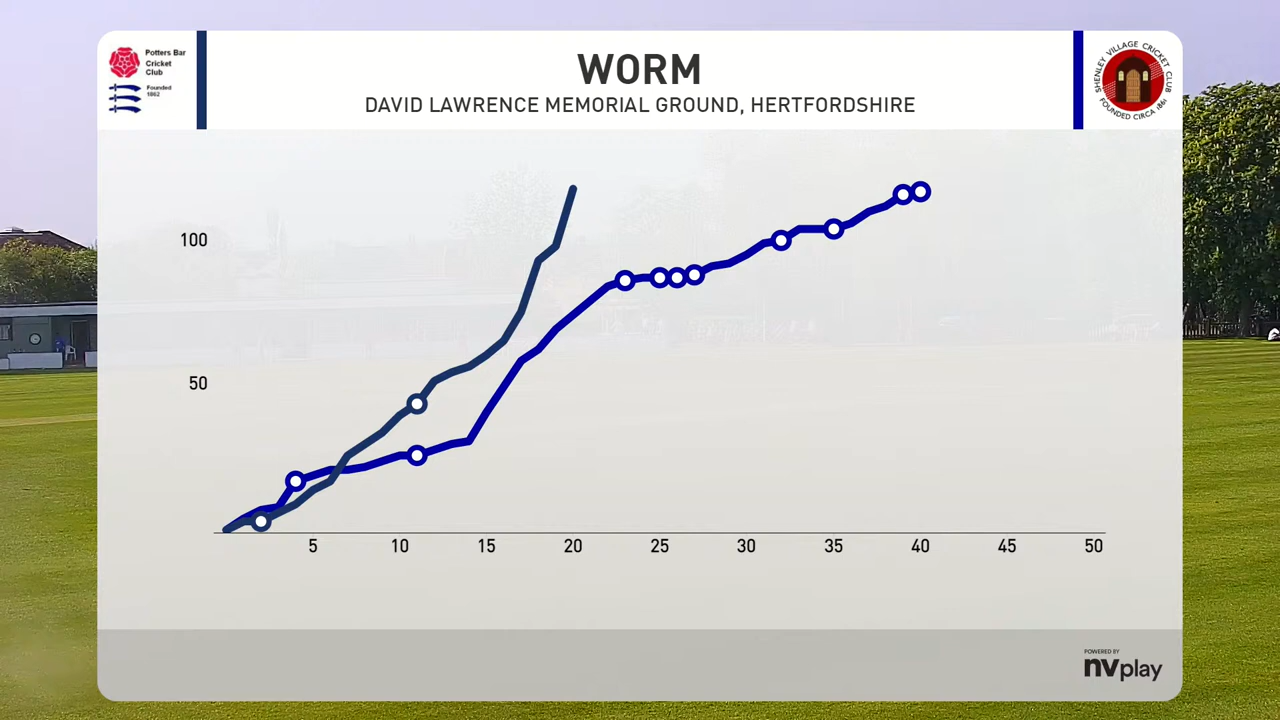 Potters Bar
Cricket
Club
Founded
1862
WORM
DAVID LAWRENCE MEMORIAL GROUND, HERTFORDSHIRE
SHENLEY VILLAGE CRICKET CLUB
FOUNDED CIRCA 1861
100
50
5 10 15 20 25 30 35 40 45 50
POWERED BY
nvplay